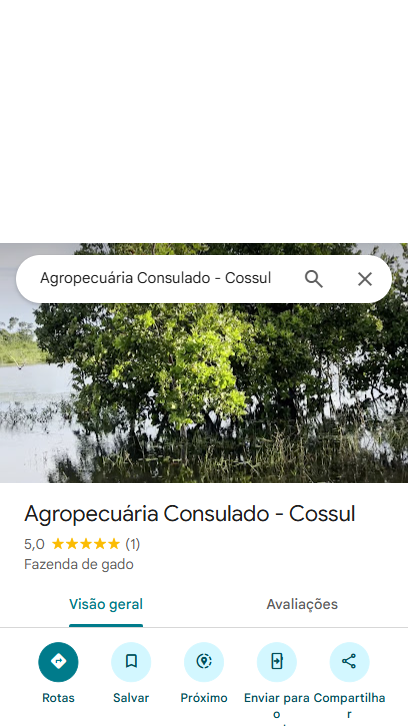 Agropecuária Consulado - Cossul
Agropecuária Consulado - Cossul
5,0 (1)
Fazenda de gado
Visão geral Avaliações
Rotas Salvar Próximo Enviar para Compartilha
o r